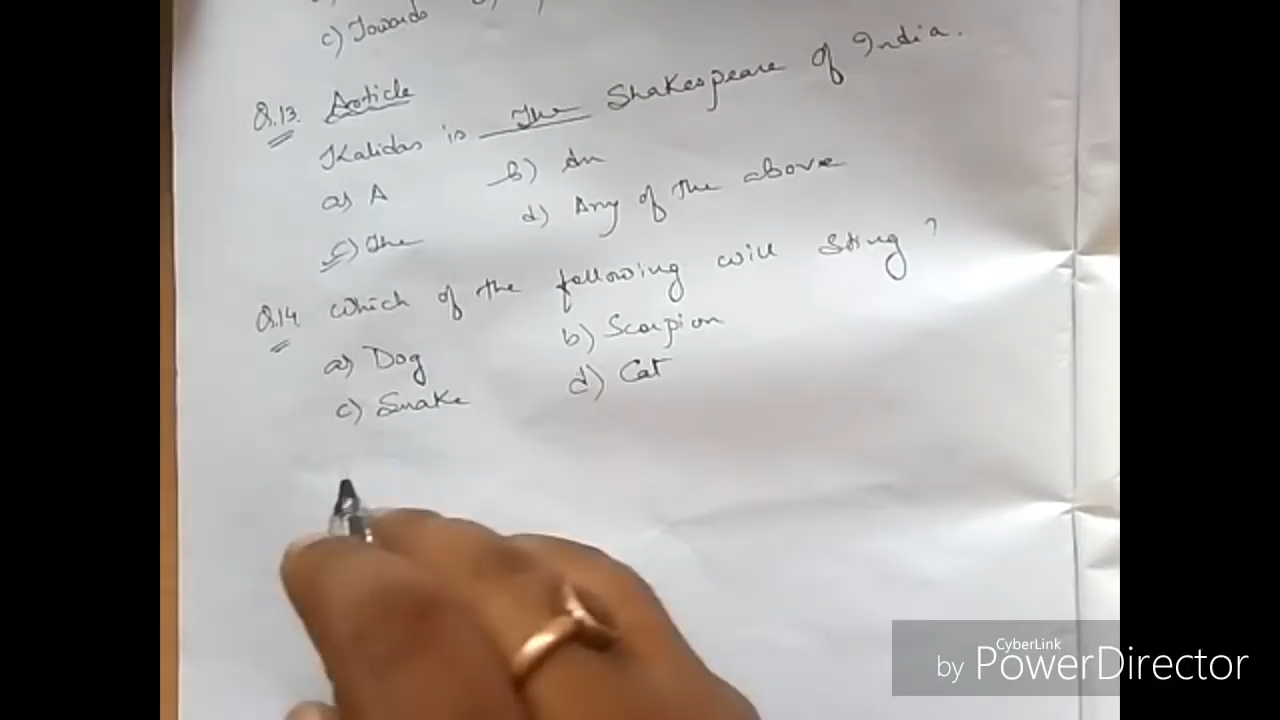 c) Towards
Q.13. Article
Kalidas is The Shakespeare of India.
a) A b) An
c) The d) Any of the above
Q.14 Which of the following will Sting ?
a) Dog b) Scorpion
c) Snake d) Cat
CyberLink
by PowerDirector